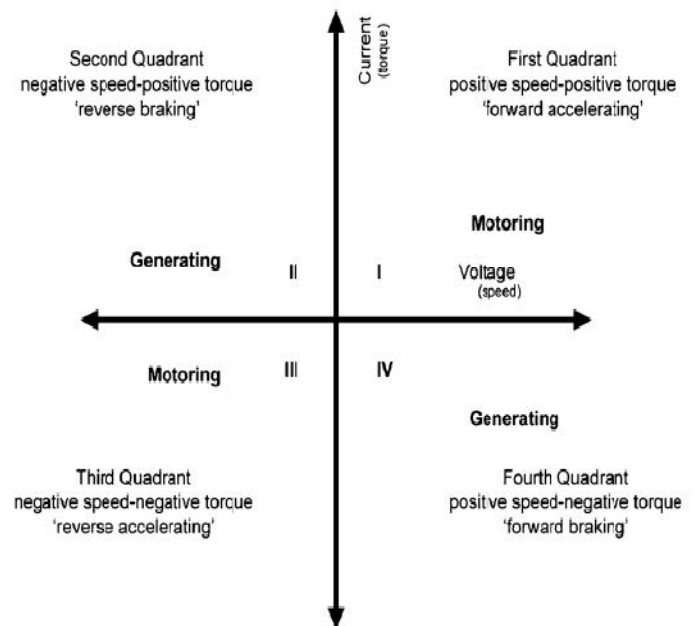 Second Quadrant
negative speed-positive torque
‘reverse braking’
Current
(torque)
First Quadrant
positive speed-positive torque
‘forward accelerating’
Motoring
Generating
II
I
Voltage
(speed)
Motoring
III
IV
Generating
Third Quadrant
negative speed-negative torque
‘reverse accelerating’
Fourth Quadrant
positive speed-negative torque
‘forward braking’